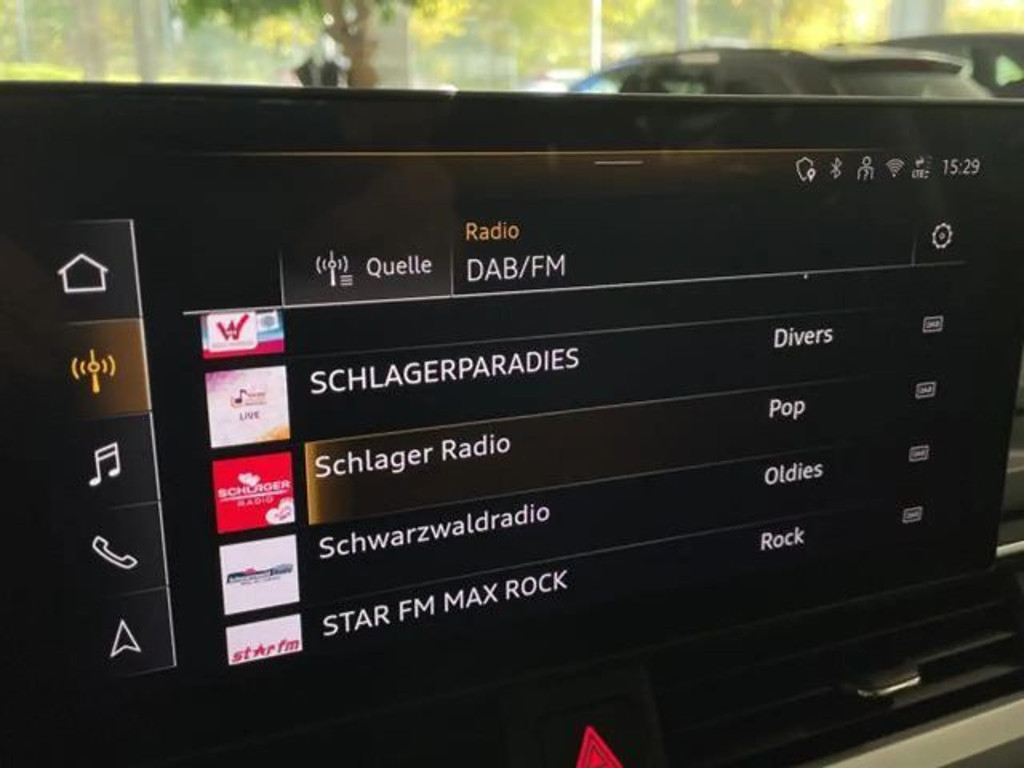 15:29
Radio
Quelle
DAB/FM
SCHLAGERPARADIES
Divers
LIVE
Schlager Radio
Pop
SCHLAGER
RADIO
Schwarzwaldradio
Oldies
STAR FM MAX ROCK
Rock
star fm